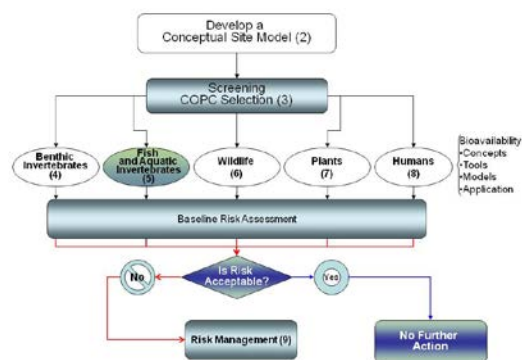 Develop a
Conceptual Site Model (2)
Screening
COPC Selection (3)
Benthic
Invertebrates
(4)
Fish
and Aquatic
Invertebrates
(5)
Wildlife
(6)
Plants
(7)
Humans
(8)
Bioavailability
•Concepts
•Tools
•Models
•Application
Baseline Risk Assessment
No
Is Risk
Acceptable?
Yes
Risk Management (9)
No Further
Action